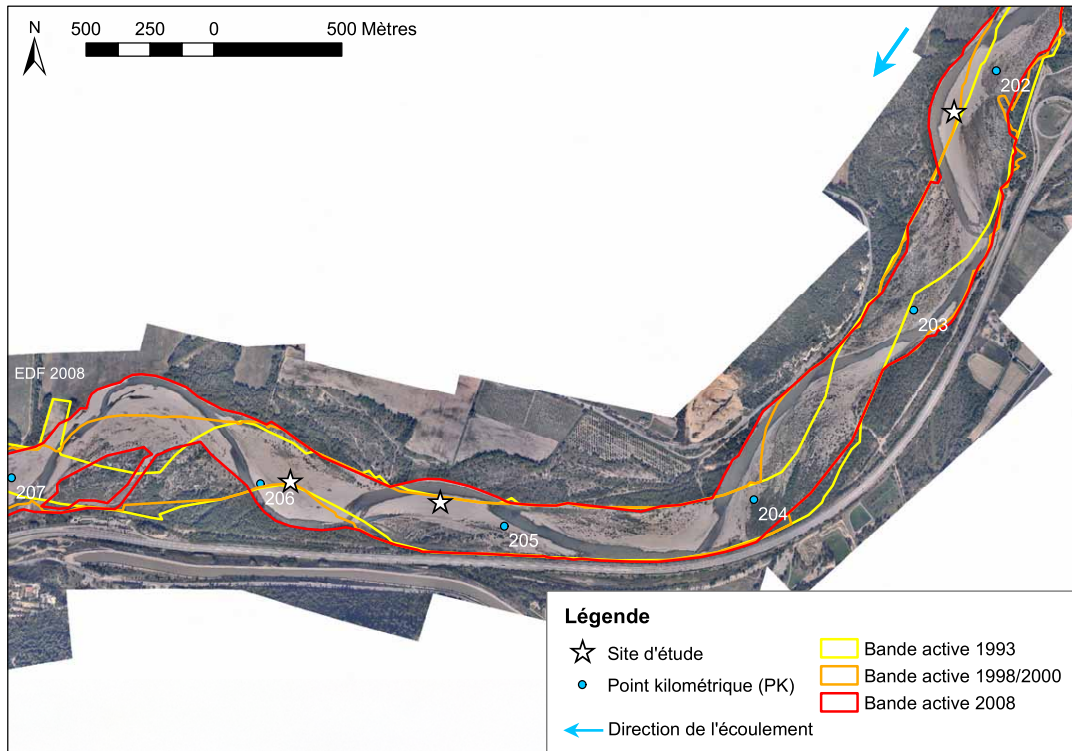 500 250 0 500 Mètres
N
202
203
EDF 2008
204
205
206
207
Légende
Site d'étude
Point kilométrique (PK)
Direction de l'écoulement
Bande active 1993
Bande active 1998/2000
Bande active 2008